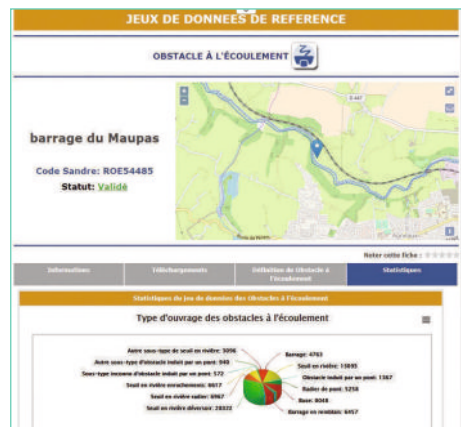 JEUX DE DONNEES DE REFERENCE
OBSTACLE À L'ÉCOULEMENT
barrage du Maupas
Code Sandre: ROE54485
Statut: Validé
Noter cette fiche :
Informations
Téléchargements
Définition de Obstacle à l'écoulement
Statistiques
Statistiques du jeu de données des Obstacles à l'écoulement
Type d'ouvrage des obstacles à l'écoulement
Autre sous-type de seuil en rivière: 3096
Autre sous-type d'obstacle induit par un pont: 940
Sous-type inconnu d'obstacle induit par un pont: 572
Seuil en rivière enrochements: 8617
Seuil en rivière radier: 6967
Seuil en rivière déversoir: 28322
Barrage: 4763
Seuil en rivière: 13895
Obstacle induit par un pont: 1367
Radier de pont: 5258
Buse: 8048
Barrage en remblais: 6457